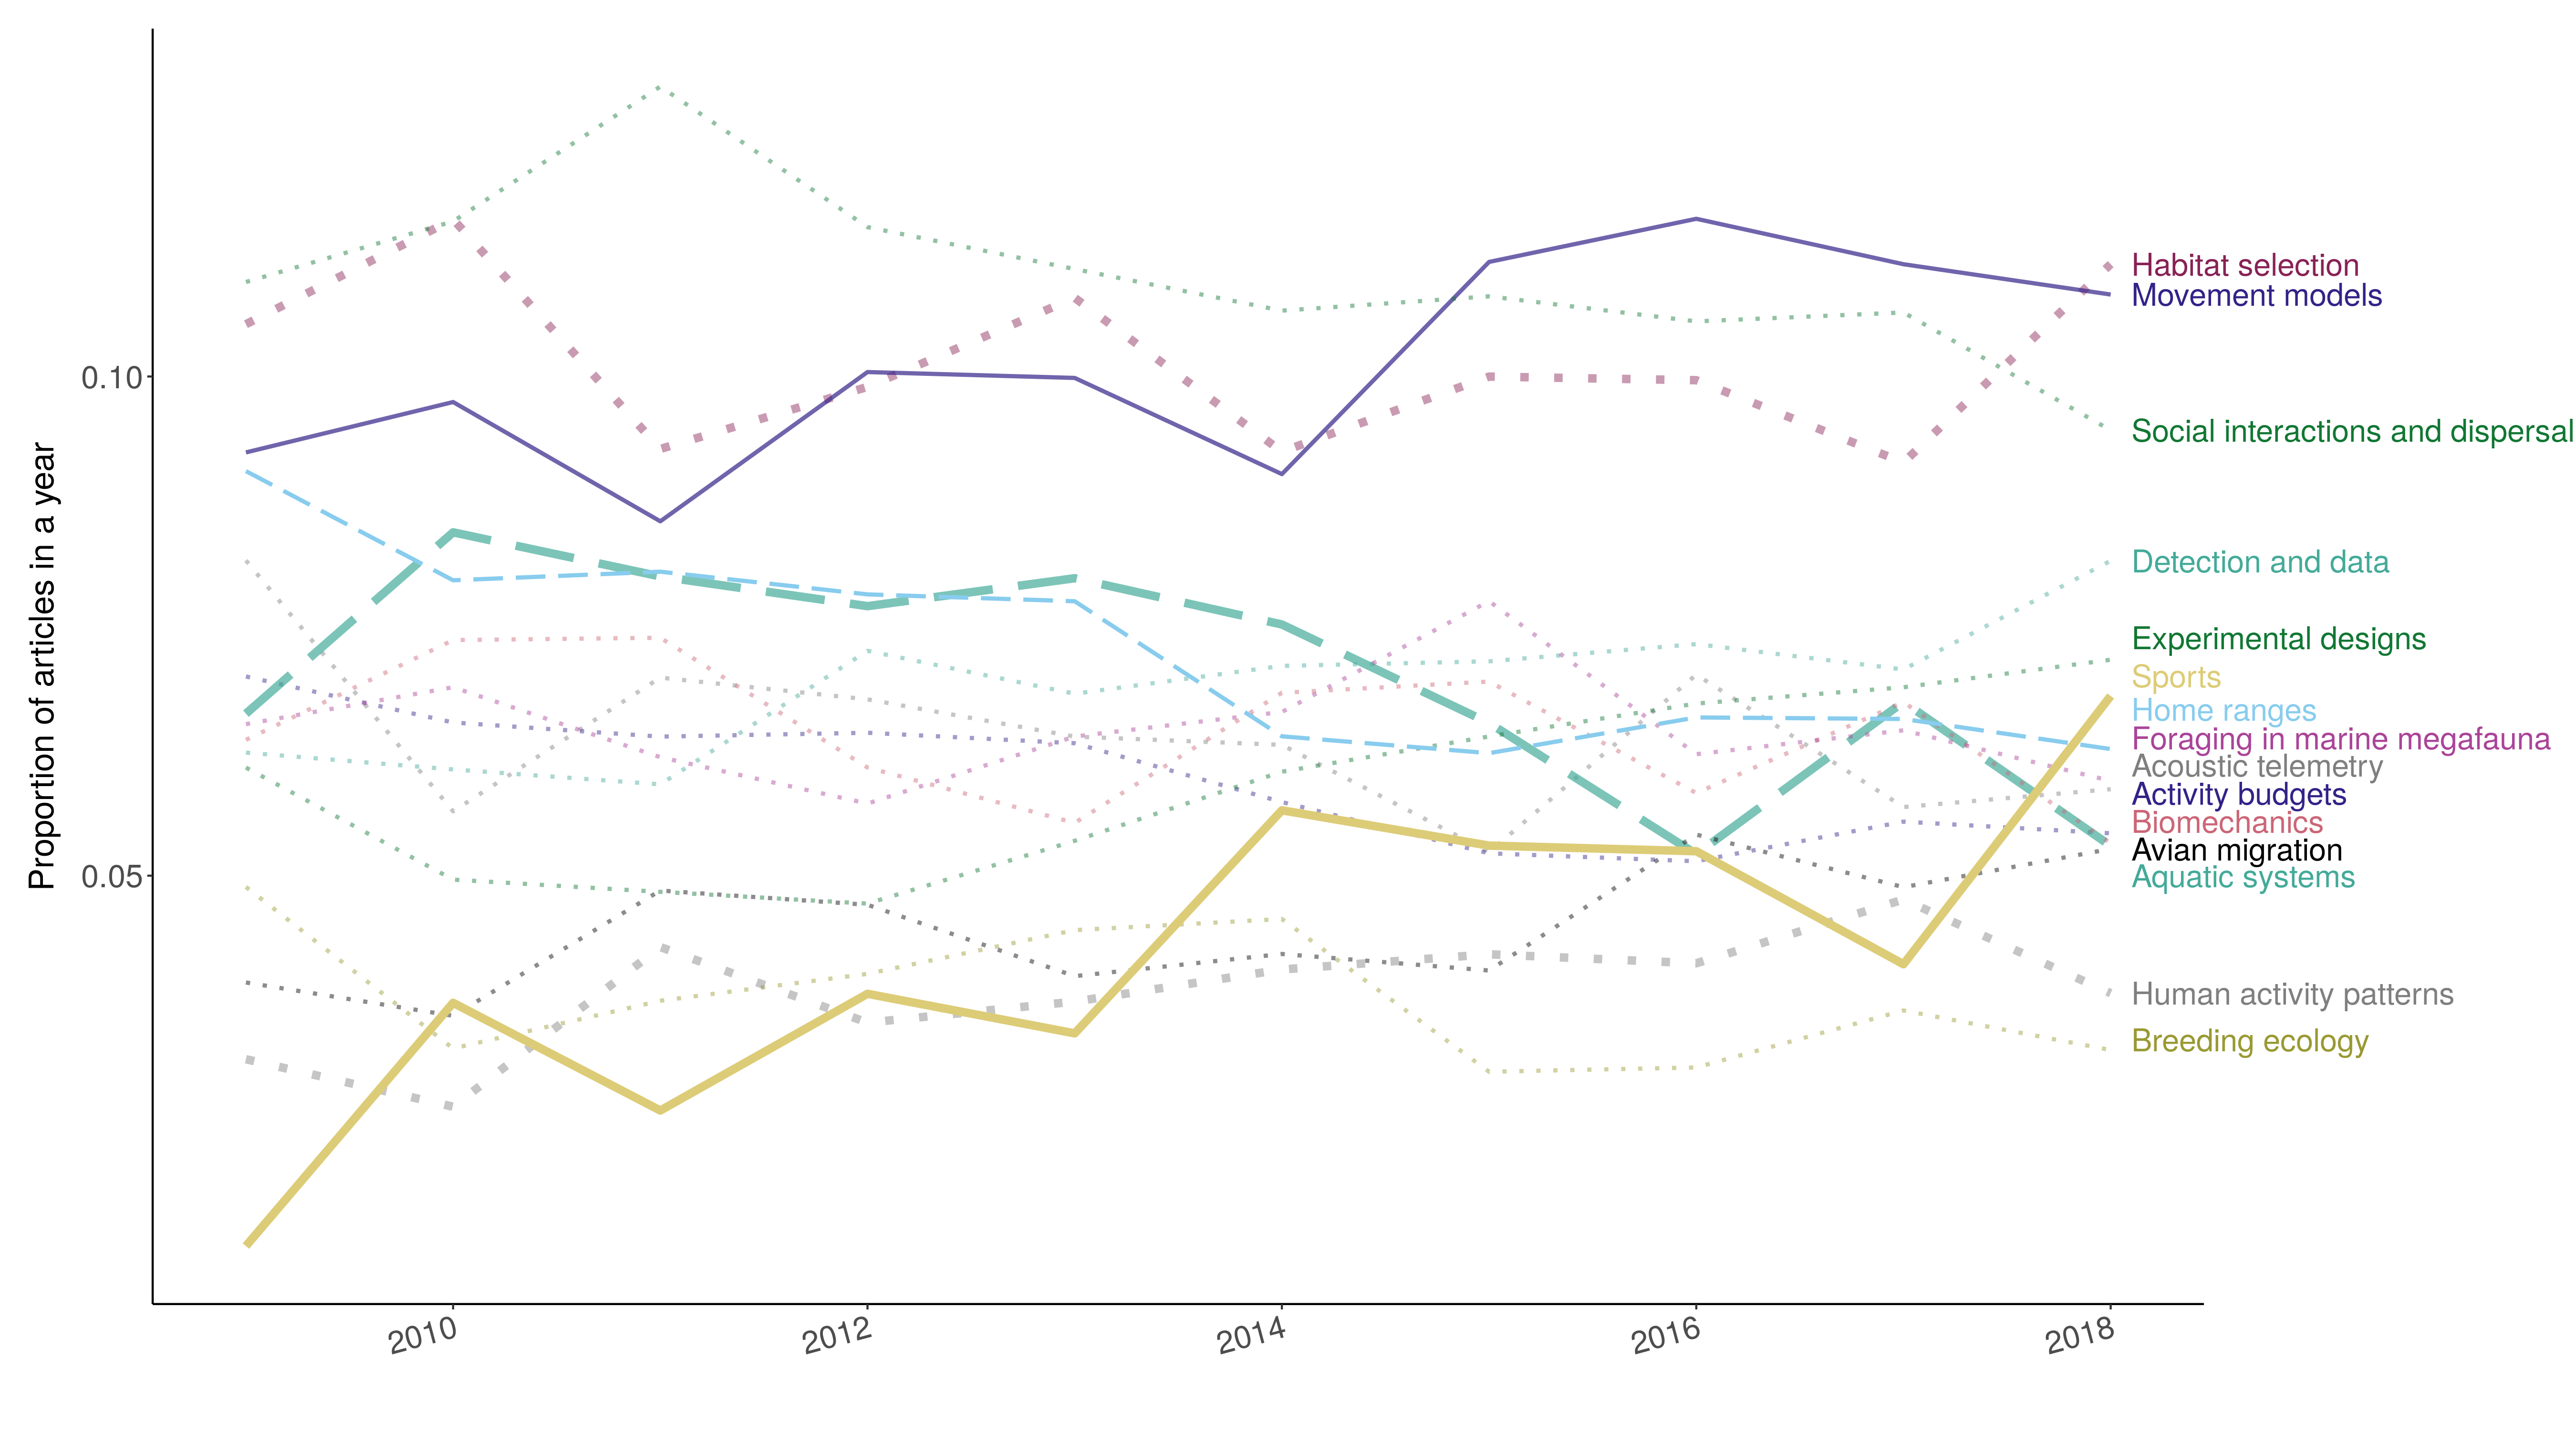 Proportion of articles in a year
0.10
0.05
2010
2012
2014
2016
2018
Habitat selection
Movement models
Social interactions and dispersal
Detection and data
Experimental designs
Sports
Home ranges
Foraging in marine megafauna
Acoustic telemetry
Activity budgets
Biomechanics
Avian migration
Aquatic systems
Human activity patterns
Breeding ecology